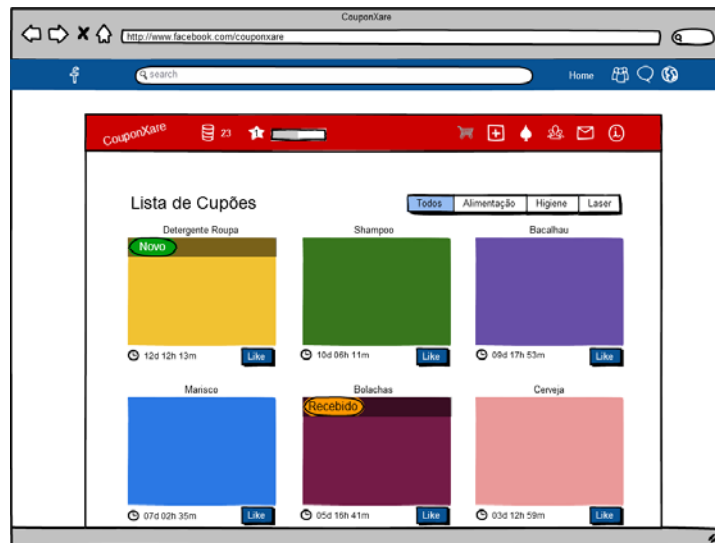 CouponXare
http://www.facebook.com/couponxare
search
Home
CouponXare
23
1
Lista de Cupões
Todos Alimentação Higiene Laser
Detergente Roupa Shampoo Bacalhau
Novo
12d 12h 13m Like 10d 06h 11m Like 09d 17h 53m Like
Marisco Bolachas Cerveja
Recebido
07d 02h 35m Like 05d 16h 41m Like 03d 12h 59m Like